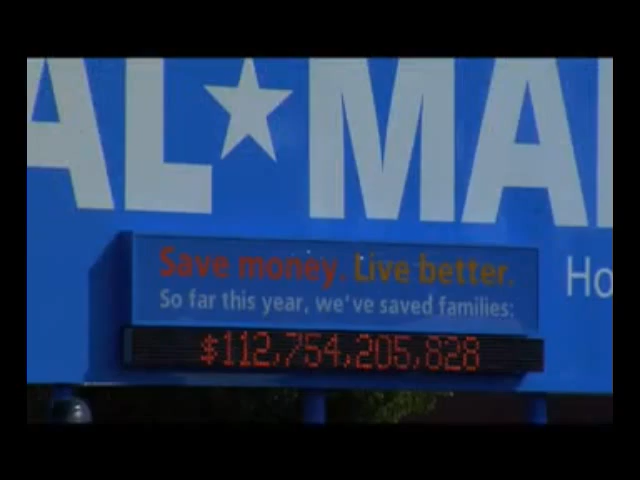 AL★MA
Save money. Live better.
So far this year, we've saved families:
Ho
$112,754,205,828